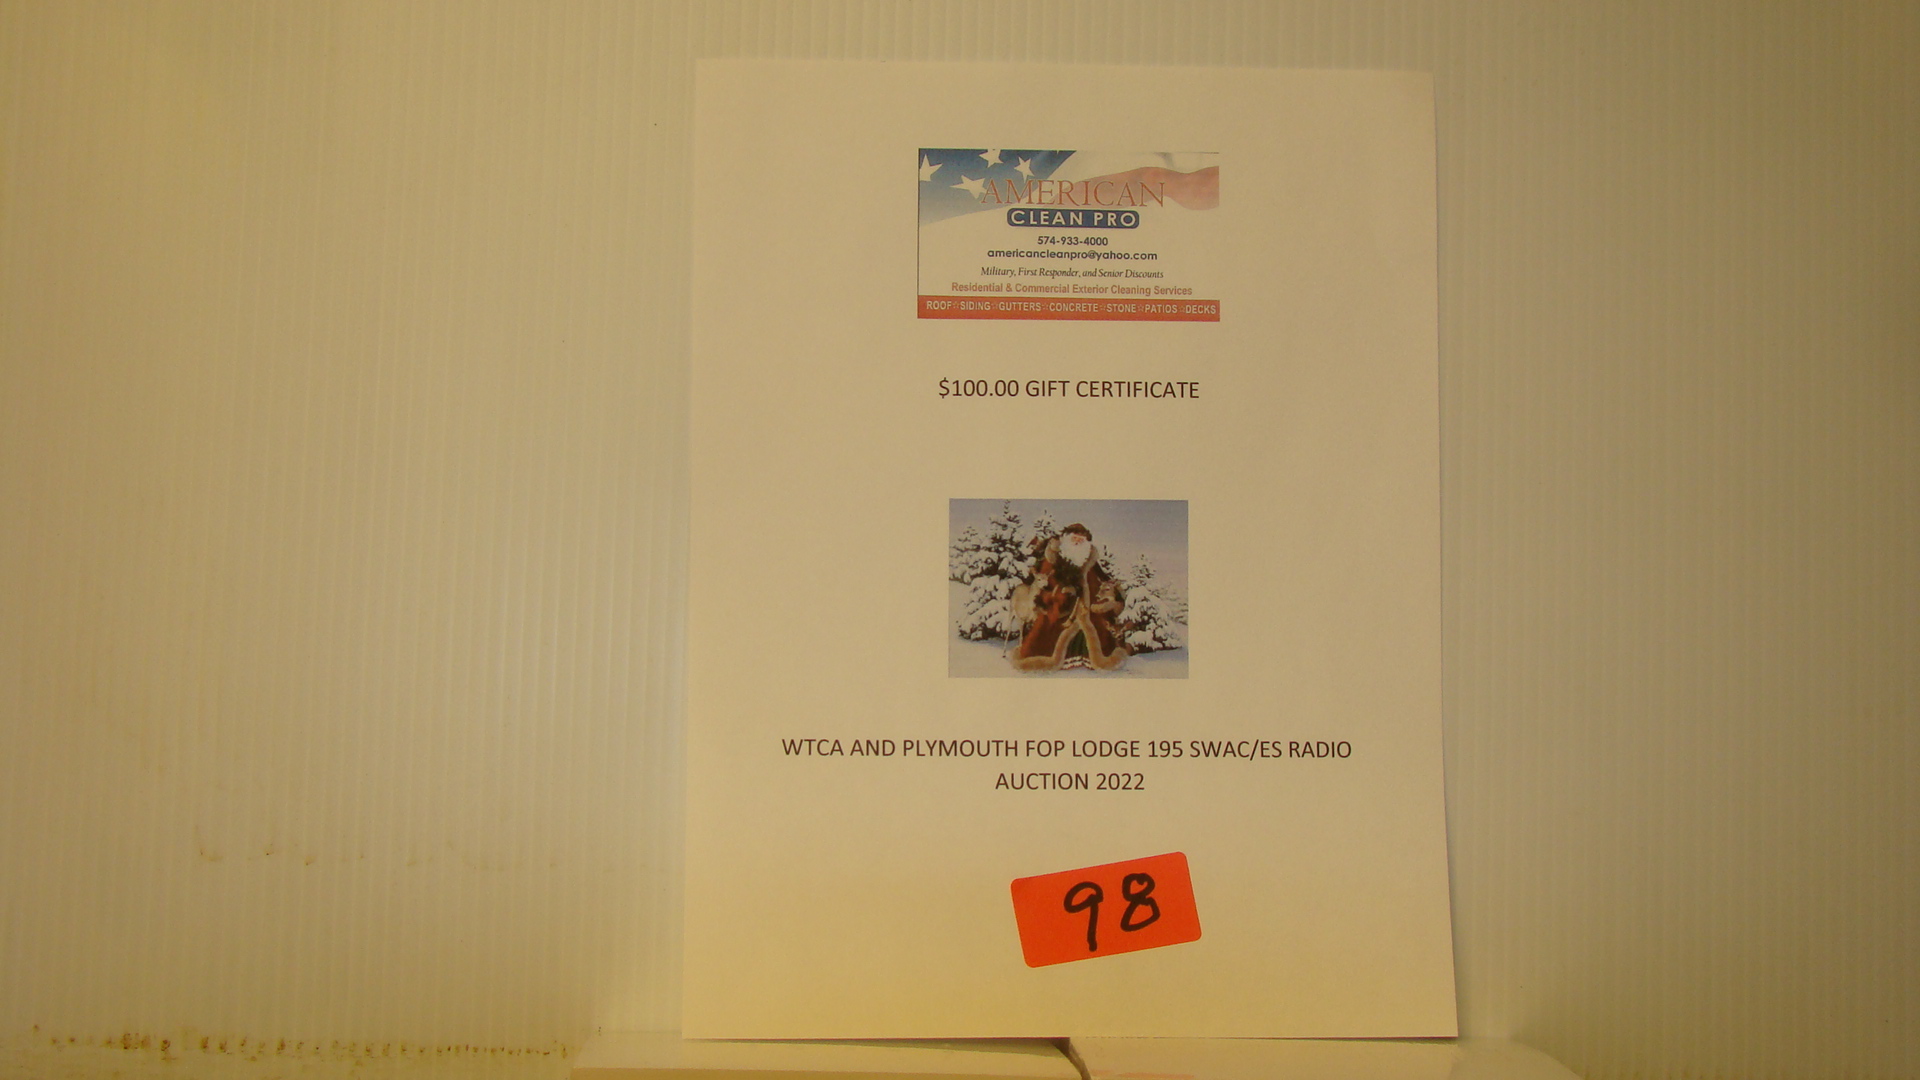 AMERICAN
CLEAN PRO
574-933-4000
americancleanpro@yahoo.com
Military, First Responder, and Senior Discounts
Residential & Commercial Exterior Cleaning Services
ROOF☆SIDING☆GUTTERS☆CONCRETE☆STONE☆PATIOS☆DECKS
$100.00 GIFT CERTIFICATE
WTCA AND PLYMOUTH FOP LODGE 195 SWAC/ES RADIO
AUCTION 2022
98